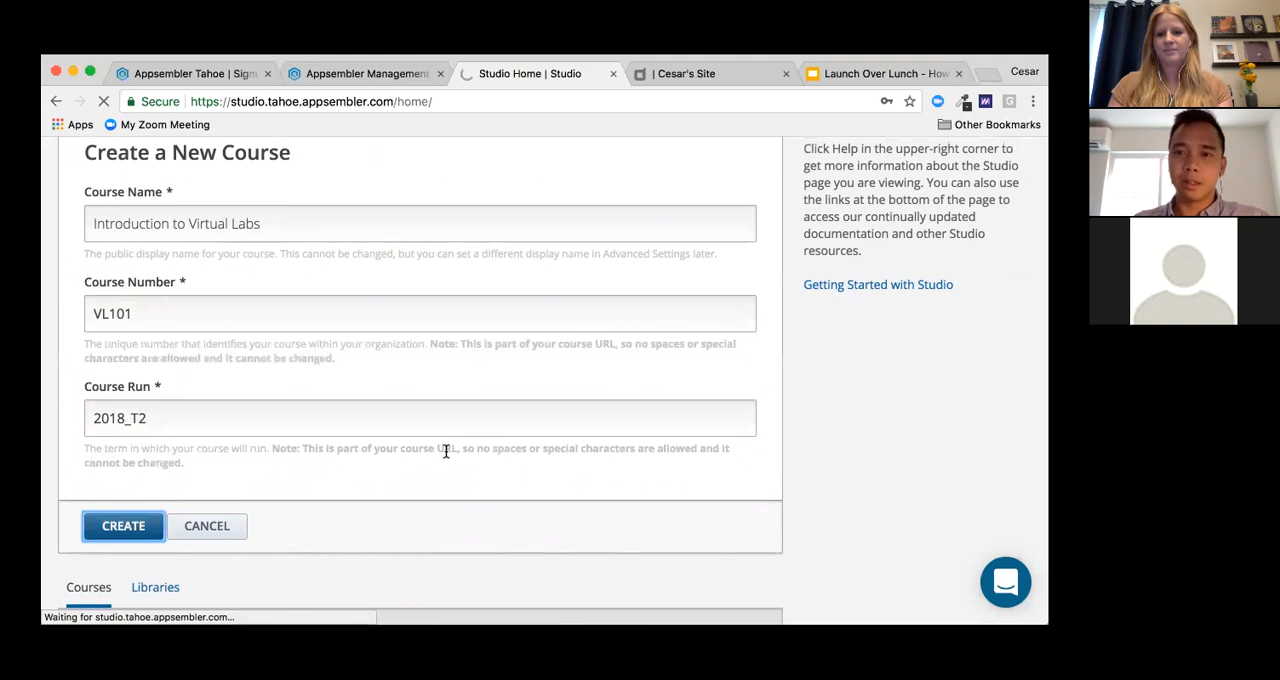 Appsembler Tahoe | Sign
Appsembler Management
Studio Home | Studio
| Cesar's Site
Launch Over Lunch - How
Cesar
Secure
https://studio.tahoe.appsembler.com/home/
Apps
My Zoom Meeting
Other Bookmarks
Create a New Course
Course Name *
Introduction to Virtual Labs
The public display name for your course. This cannot be changed, but you can set a different display name in Advanced Settings later.
Course Number *
VL101
The unique number that identifies your course within your organization. Note: This is part of your course URL, so no spaces or special
characters are allowed and it cannot be changed.
Course Run *
2018_T2
The term in which your course will run. Note: This is part of your course URL, so no spaces or special characters are allowed and it
cannot be changed.
CREATE
CANCEL
Courses
Libraries
Waiting for studio.tahoe.appsembler.com...
Click Help in the upper-right corner to
get more information about the Studio
page you are viewing. You can also use
the links at the bottom of the page to
access our continually updated
documentation and other Studio
resources.
Getting Started with Studio